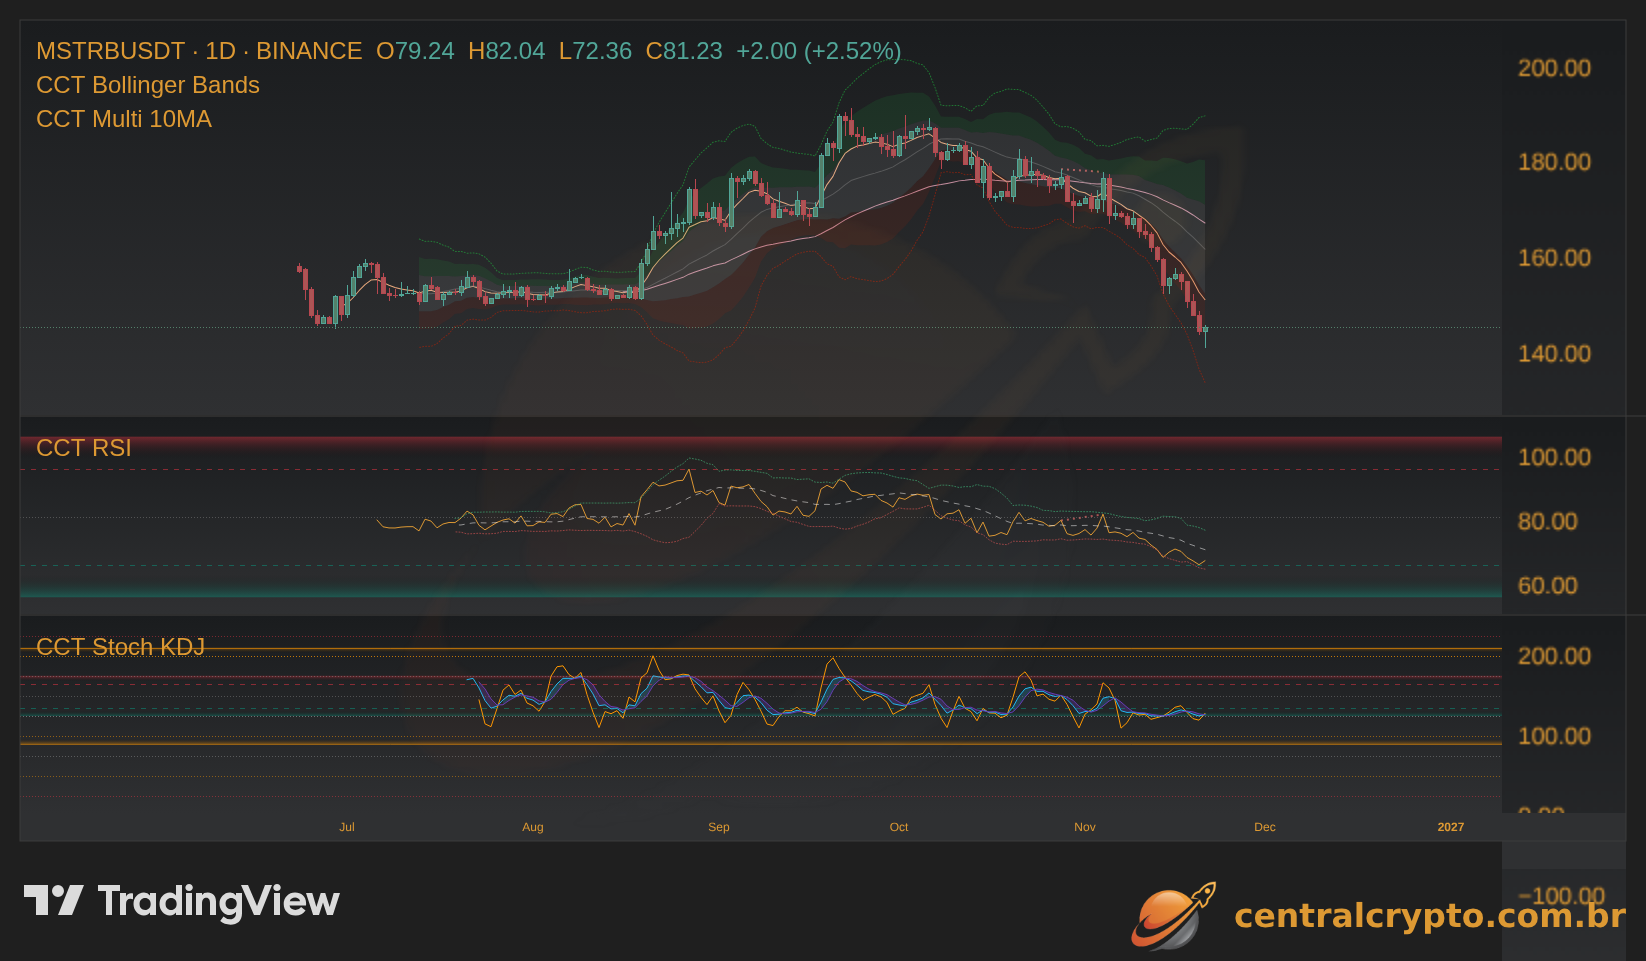 MSTRBUSDT · 1D · BINANCE O79.24 H82.04 L72.36 C81.23 +2.00 (+2.52%)
CCT Bollinger Bands
CCT Multi 10MA
200.00
180.00
160.00
140.00
CCT RSI
100.00
80.00
60.00
CCT Stoch KDJ
200.00
100.00
Jul Aug Sep Oct Nov Dec 2027
−100.00
TradingView
centralcrypto.com.br